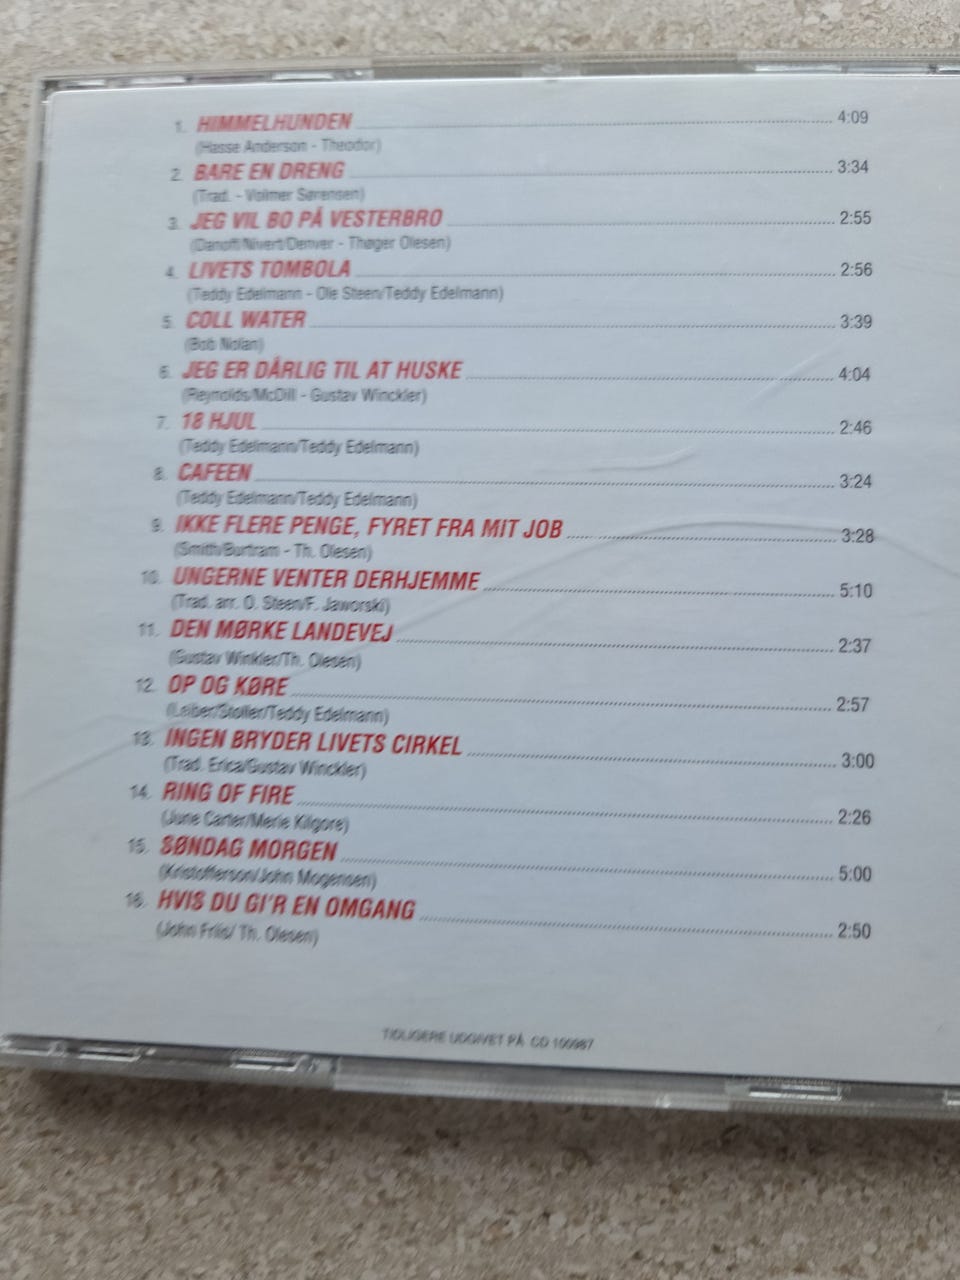 1. HIMMELHUNDEN 4:09
(Hasse Anderson - Theodor)
2. BARE EN DRENG 3:34
(Trad. - Volmer Sørensen)
3. JEG VIL BO PÅ VESTERBRO 2:55
(Danoff/Nivert/Denver - Thøger Olesen)
4. LIVETS TOMBOLA 2:56
(Teddy Edelmann - Ole Steen/Teddy Edelmann)
5. COLL WATER 3:39
(Bob Nolan)
6. JEG ER DÅRLIG TIL AT HUSKE 4:04
(Reynolds/McDill - Gustav Winckler)
7. 18 HJUL 2:46
(Teddy Edelmann/Teddy Edelmann)
8. CAFEEN 3:24
(Teddy Edelmann/Teddy Edelmann)
9. IKKE FLERE PENGE, FYRET FRA MIT JOB 3:28
(Smith/Burtram - Th. Olesen)
10. UNGERNE VENTER DERHJEMME 5:10
(Trad. arr. O. Steen/F. Jaworski)
11. DEN MØRKE LANDEVEJ 2:37
(Gustav Winkler/Th. Olesen)
12. OP OG KØRE 2:57
(Leiber/Stoller/Teddy Edelmann)
13. INGEN BRYDER LIVETS CIRKEL 3:00
(Trad. Erica/Gustav Winckler)
14. RING OF FIRE 2:26
(June Carter/Merle Kilgore)
15. SØNDAG MORGEN 5:00
(Kristofferson/John Mogensen)
16. HVIS DU GI'R EN OMGANG 2:50
(John Friis/ Th. Olesen)
TIDLIGERE UDGIVET PÅ CD 100987